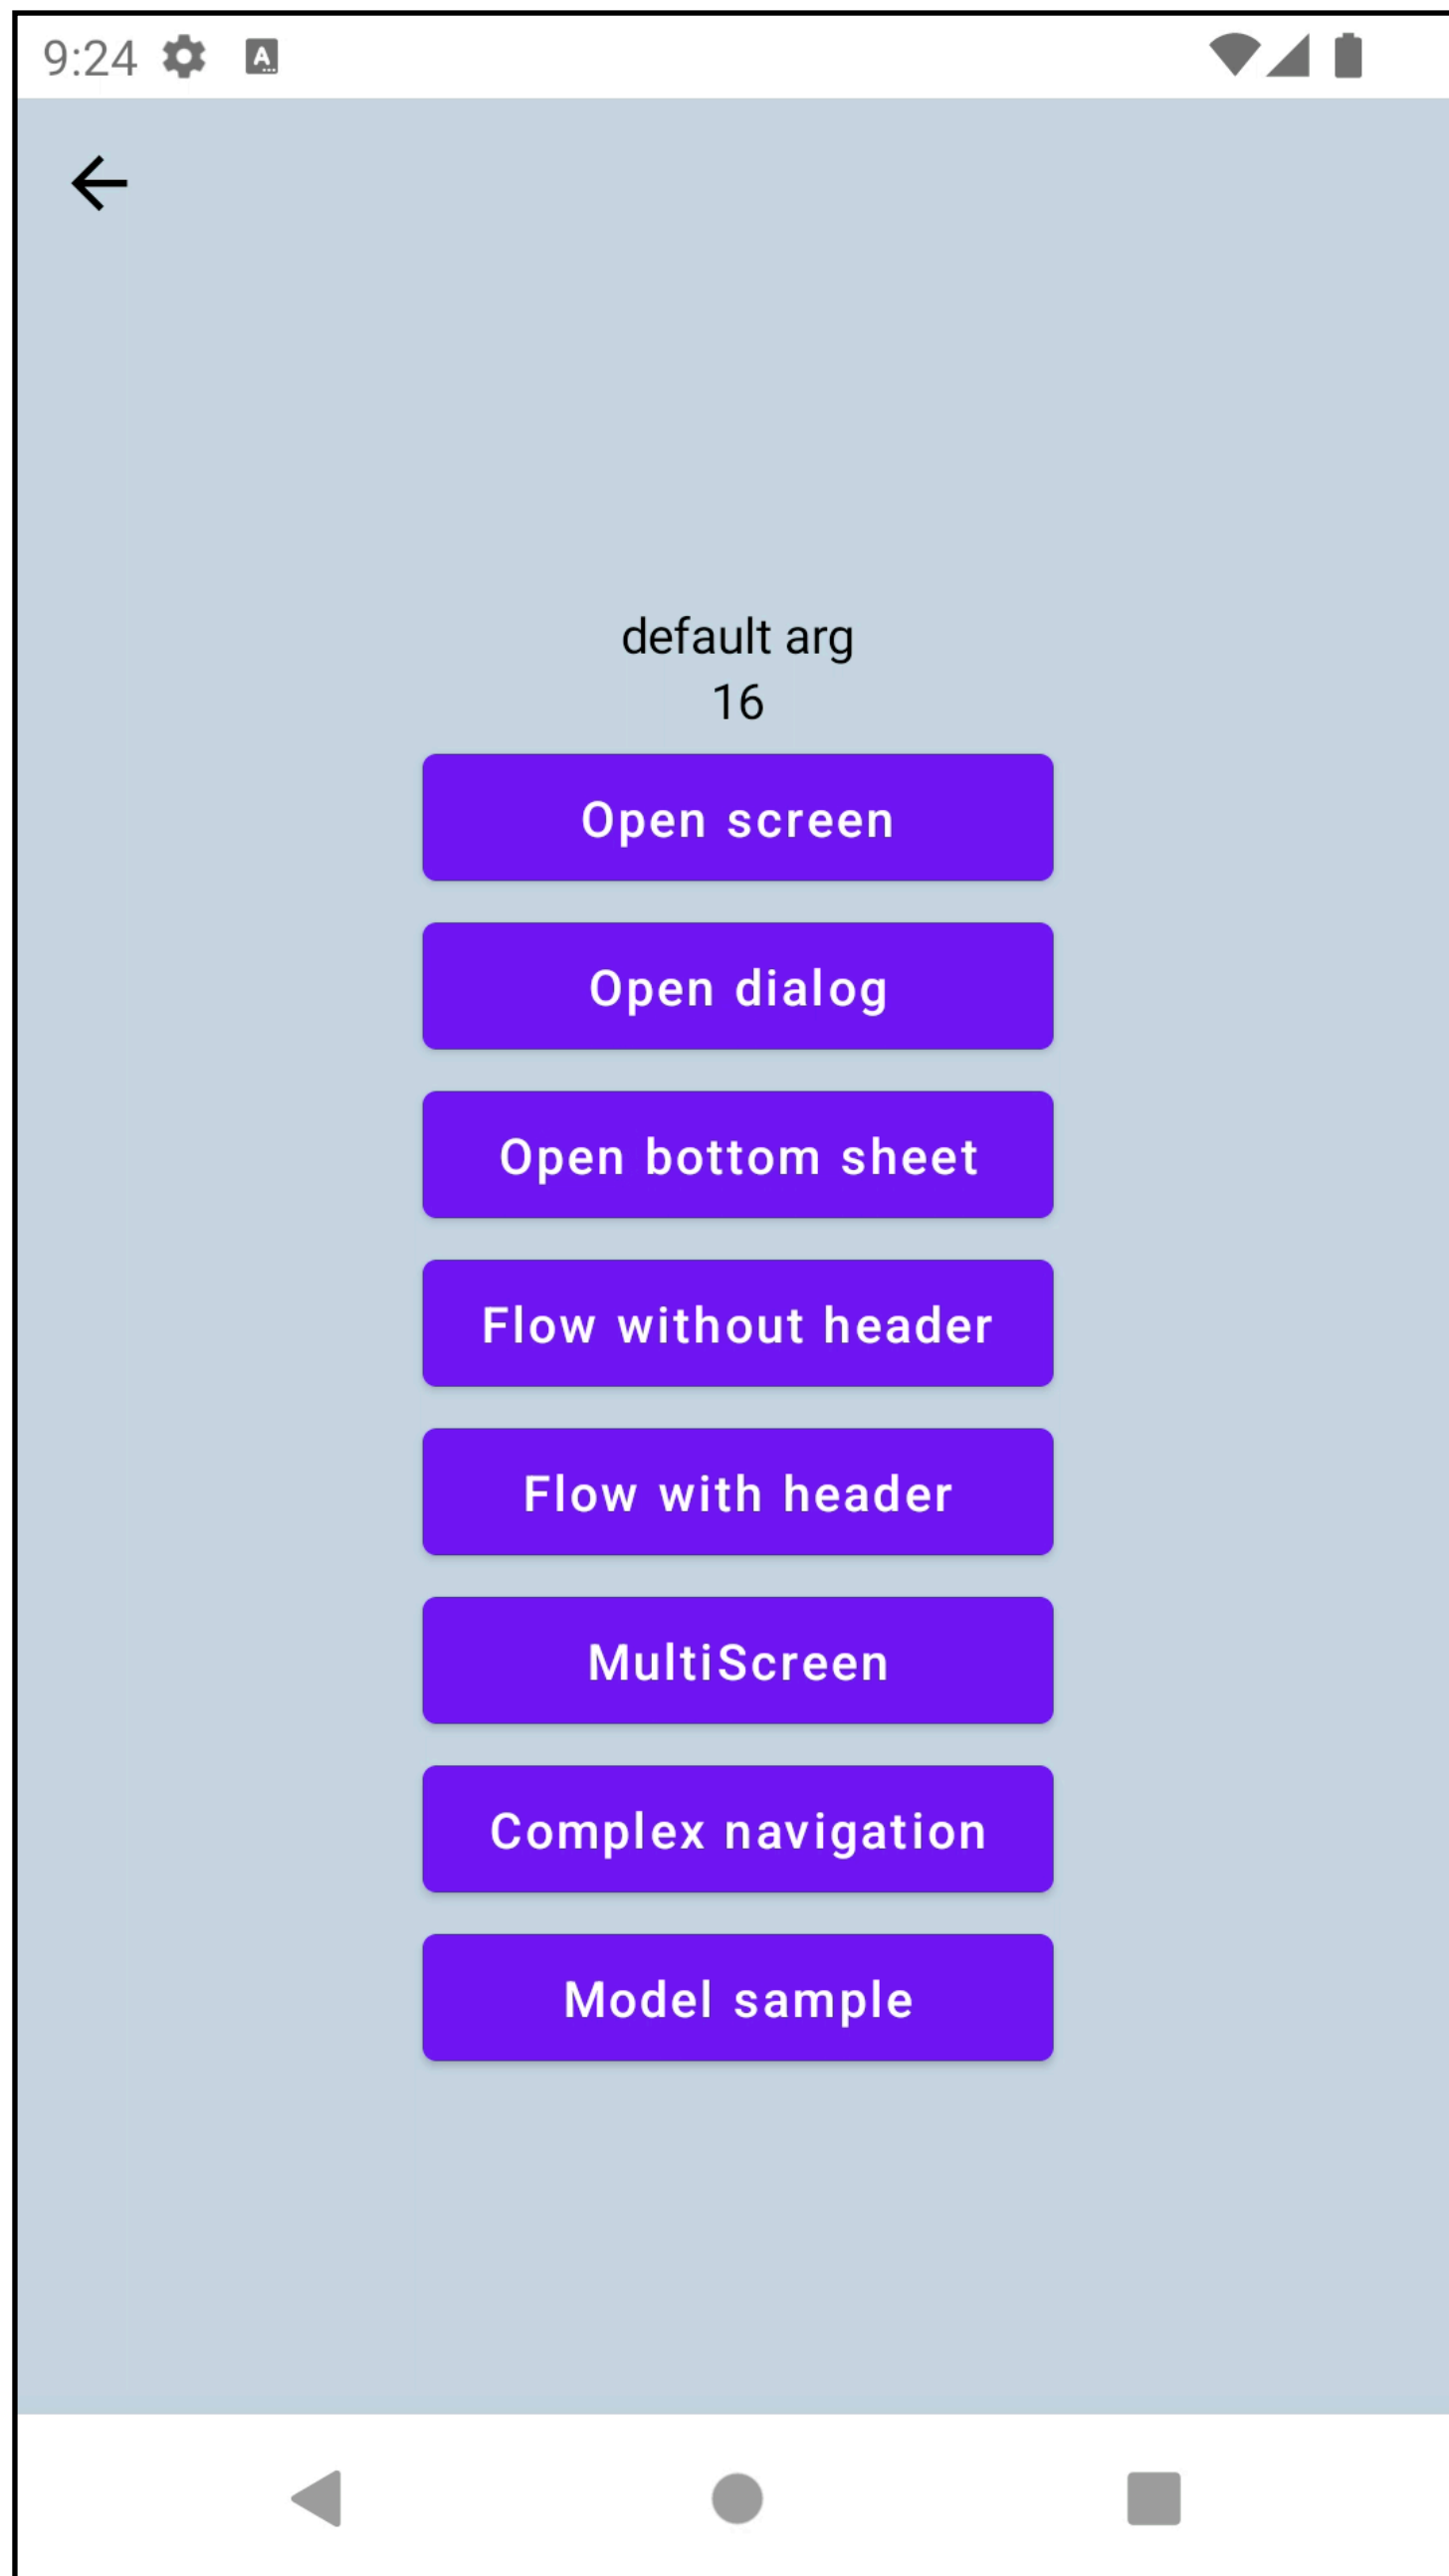 9:24
default arg
16
Open screen
Open dialog
Open bottom sheet
Flow without header
Flow with header
MultiScreen
Complex navigation
Model sample